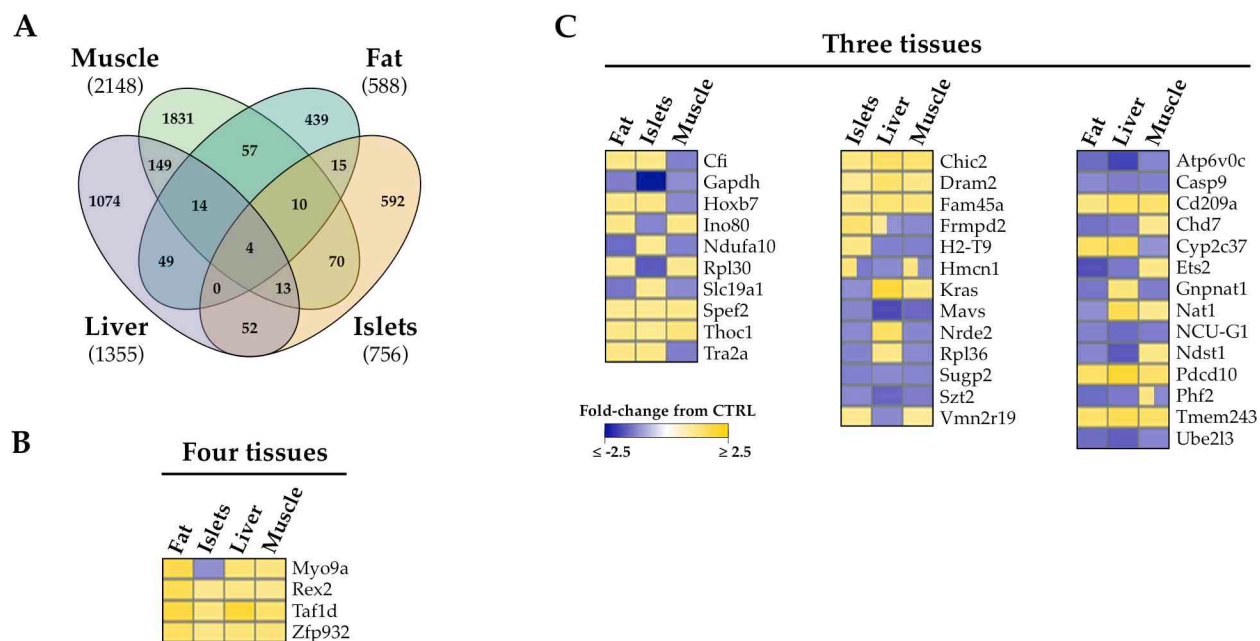 A
Muscle
(2148)
Fat
(588)
1831
439
149
57
15
1074
14
10
592
4
49
70
0
13
52
Liver
(1355)
Islets
(756)
B
Four tissues
Fat
Islets
Liver
Muscle
Myo9a
Rex2
Taf1d
Zfp932
C
Three tissues
Fat
Islets
Muscle
Cfi
Gapdh
Hoxb7
Ino80
Ndufa10
Rpl30
Slc19a1
Spef2
Thoc1
Tra2a
Fold-change from CTRL
≤ -2.5
≥ 2.5
Islets
Liver
Muscle
Chic2
Dram2
Fam45a
Frmpd2
H2-T9
Hmcn1
Kras
Mavs
Nrde2
Rpl36
Sugp2
Szt2
Vmn2r19
Fat
Liver
Muscle
Atp6v0c
Casp9
Cd209a
Chd7
Cyp2c37
Ets2
Gnpnat1
Nat1
NCU-G1
Ndst1
Pdcd10
Phf2
Tmem243
Ube2l3